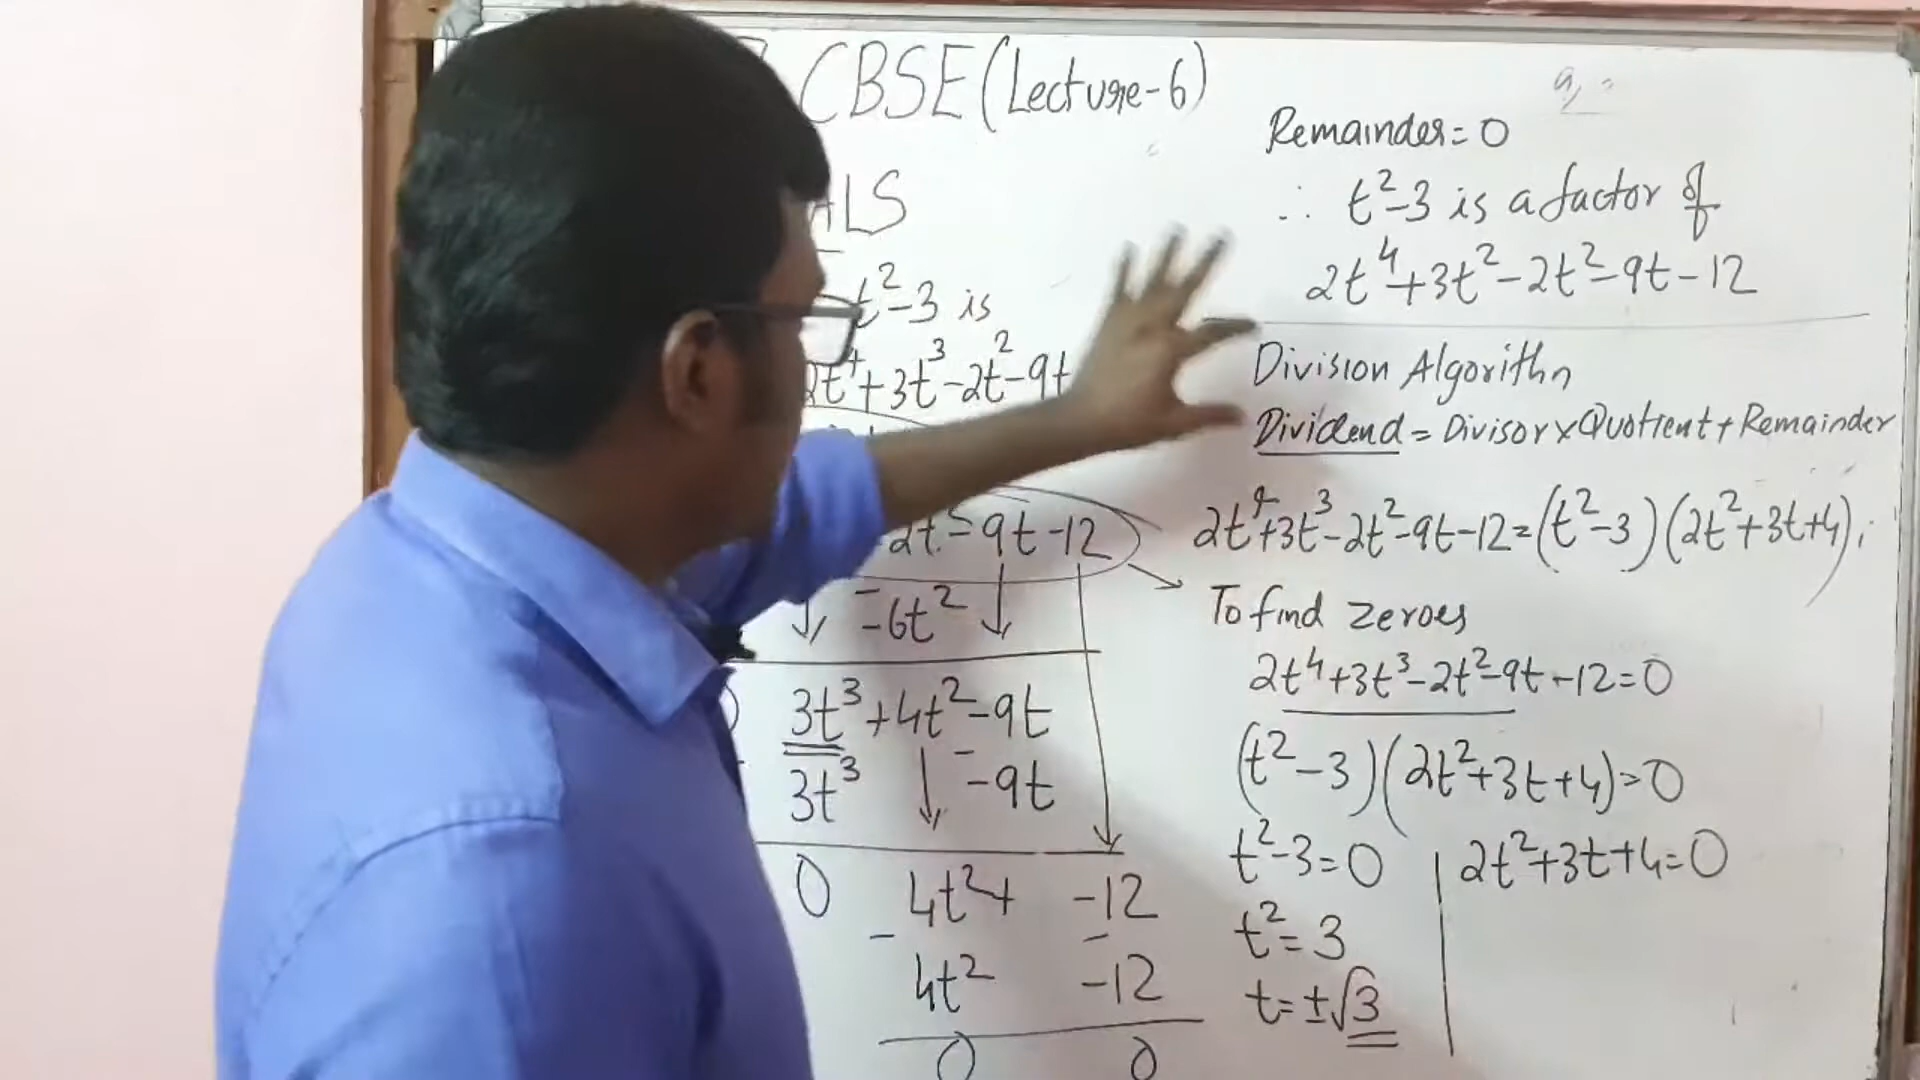 CBSE (Lecture-6)
ALS
t²-3 is
2t⁴+3t³-2t²-9t
2t²-9t-12
-6t²
3t³+4t²-9t
3t³ -9t
0 4t²+ -12
4t² -12
0 0
Remainder=0
∴ t²-3 is a factor of
2t⁴+3t²-2t²-9t-12
Division Algorithn
Dividend = Divisor×Quotient+Remainder
2t⁴+3t³-2t²-9t-12=(t²-3)(2t²+3t+4)
To find zeroes
2t⁴+3t³-2t²-9t-12=0
(t²-3)(2t²+3t+4)=0
t²-3=0 | 2t²+3t+4=0
t²=3
t=±√3